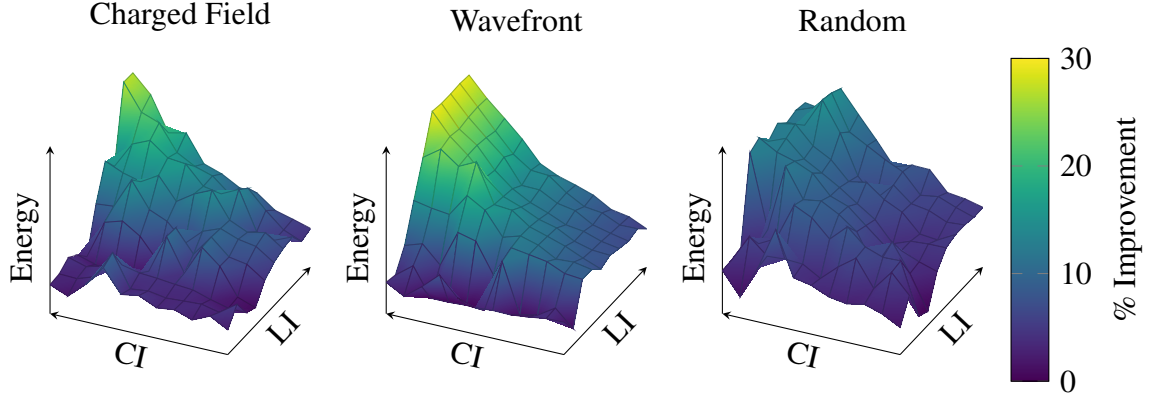 Charged Field
Wavefront
Random
Energy
CI
LI
Energy
CI
LI
Energy
CI
LI
30
20
10
0
% Improvement